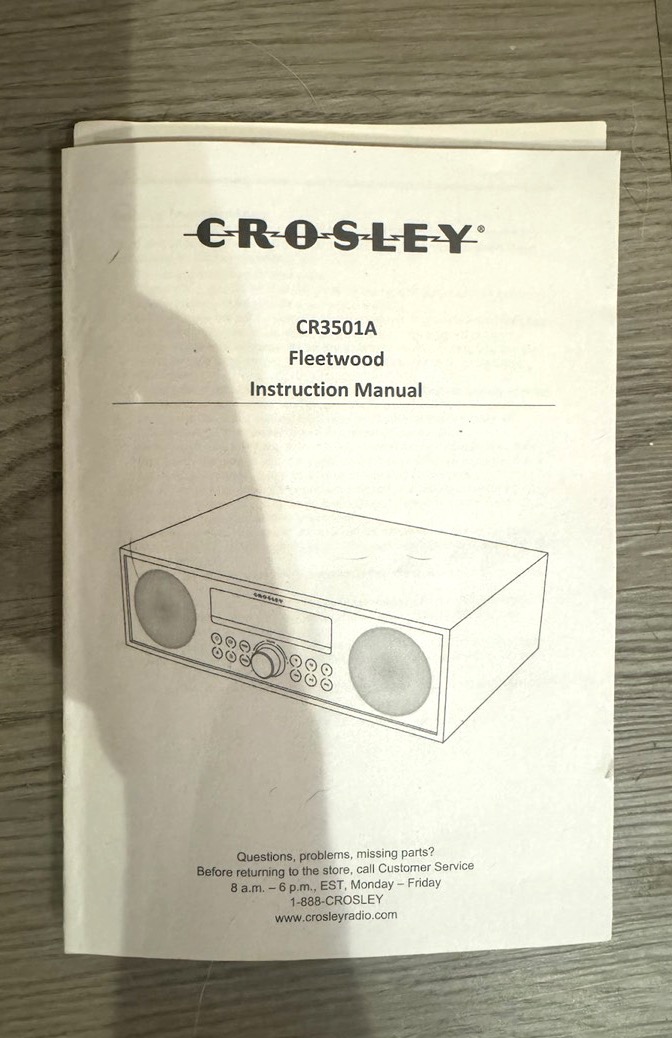 CROSLEY®
CR3501A
Fleetwood
Instruction Manual
CROSLEY
Questions, problems, missing parts?
Before returning to the store, call Customer Service
8 a.m. – 6 p.m., EST, Monday – Friday
1-888-CROSLEY
www.crosleyradio.com